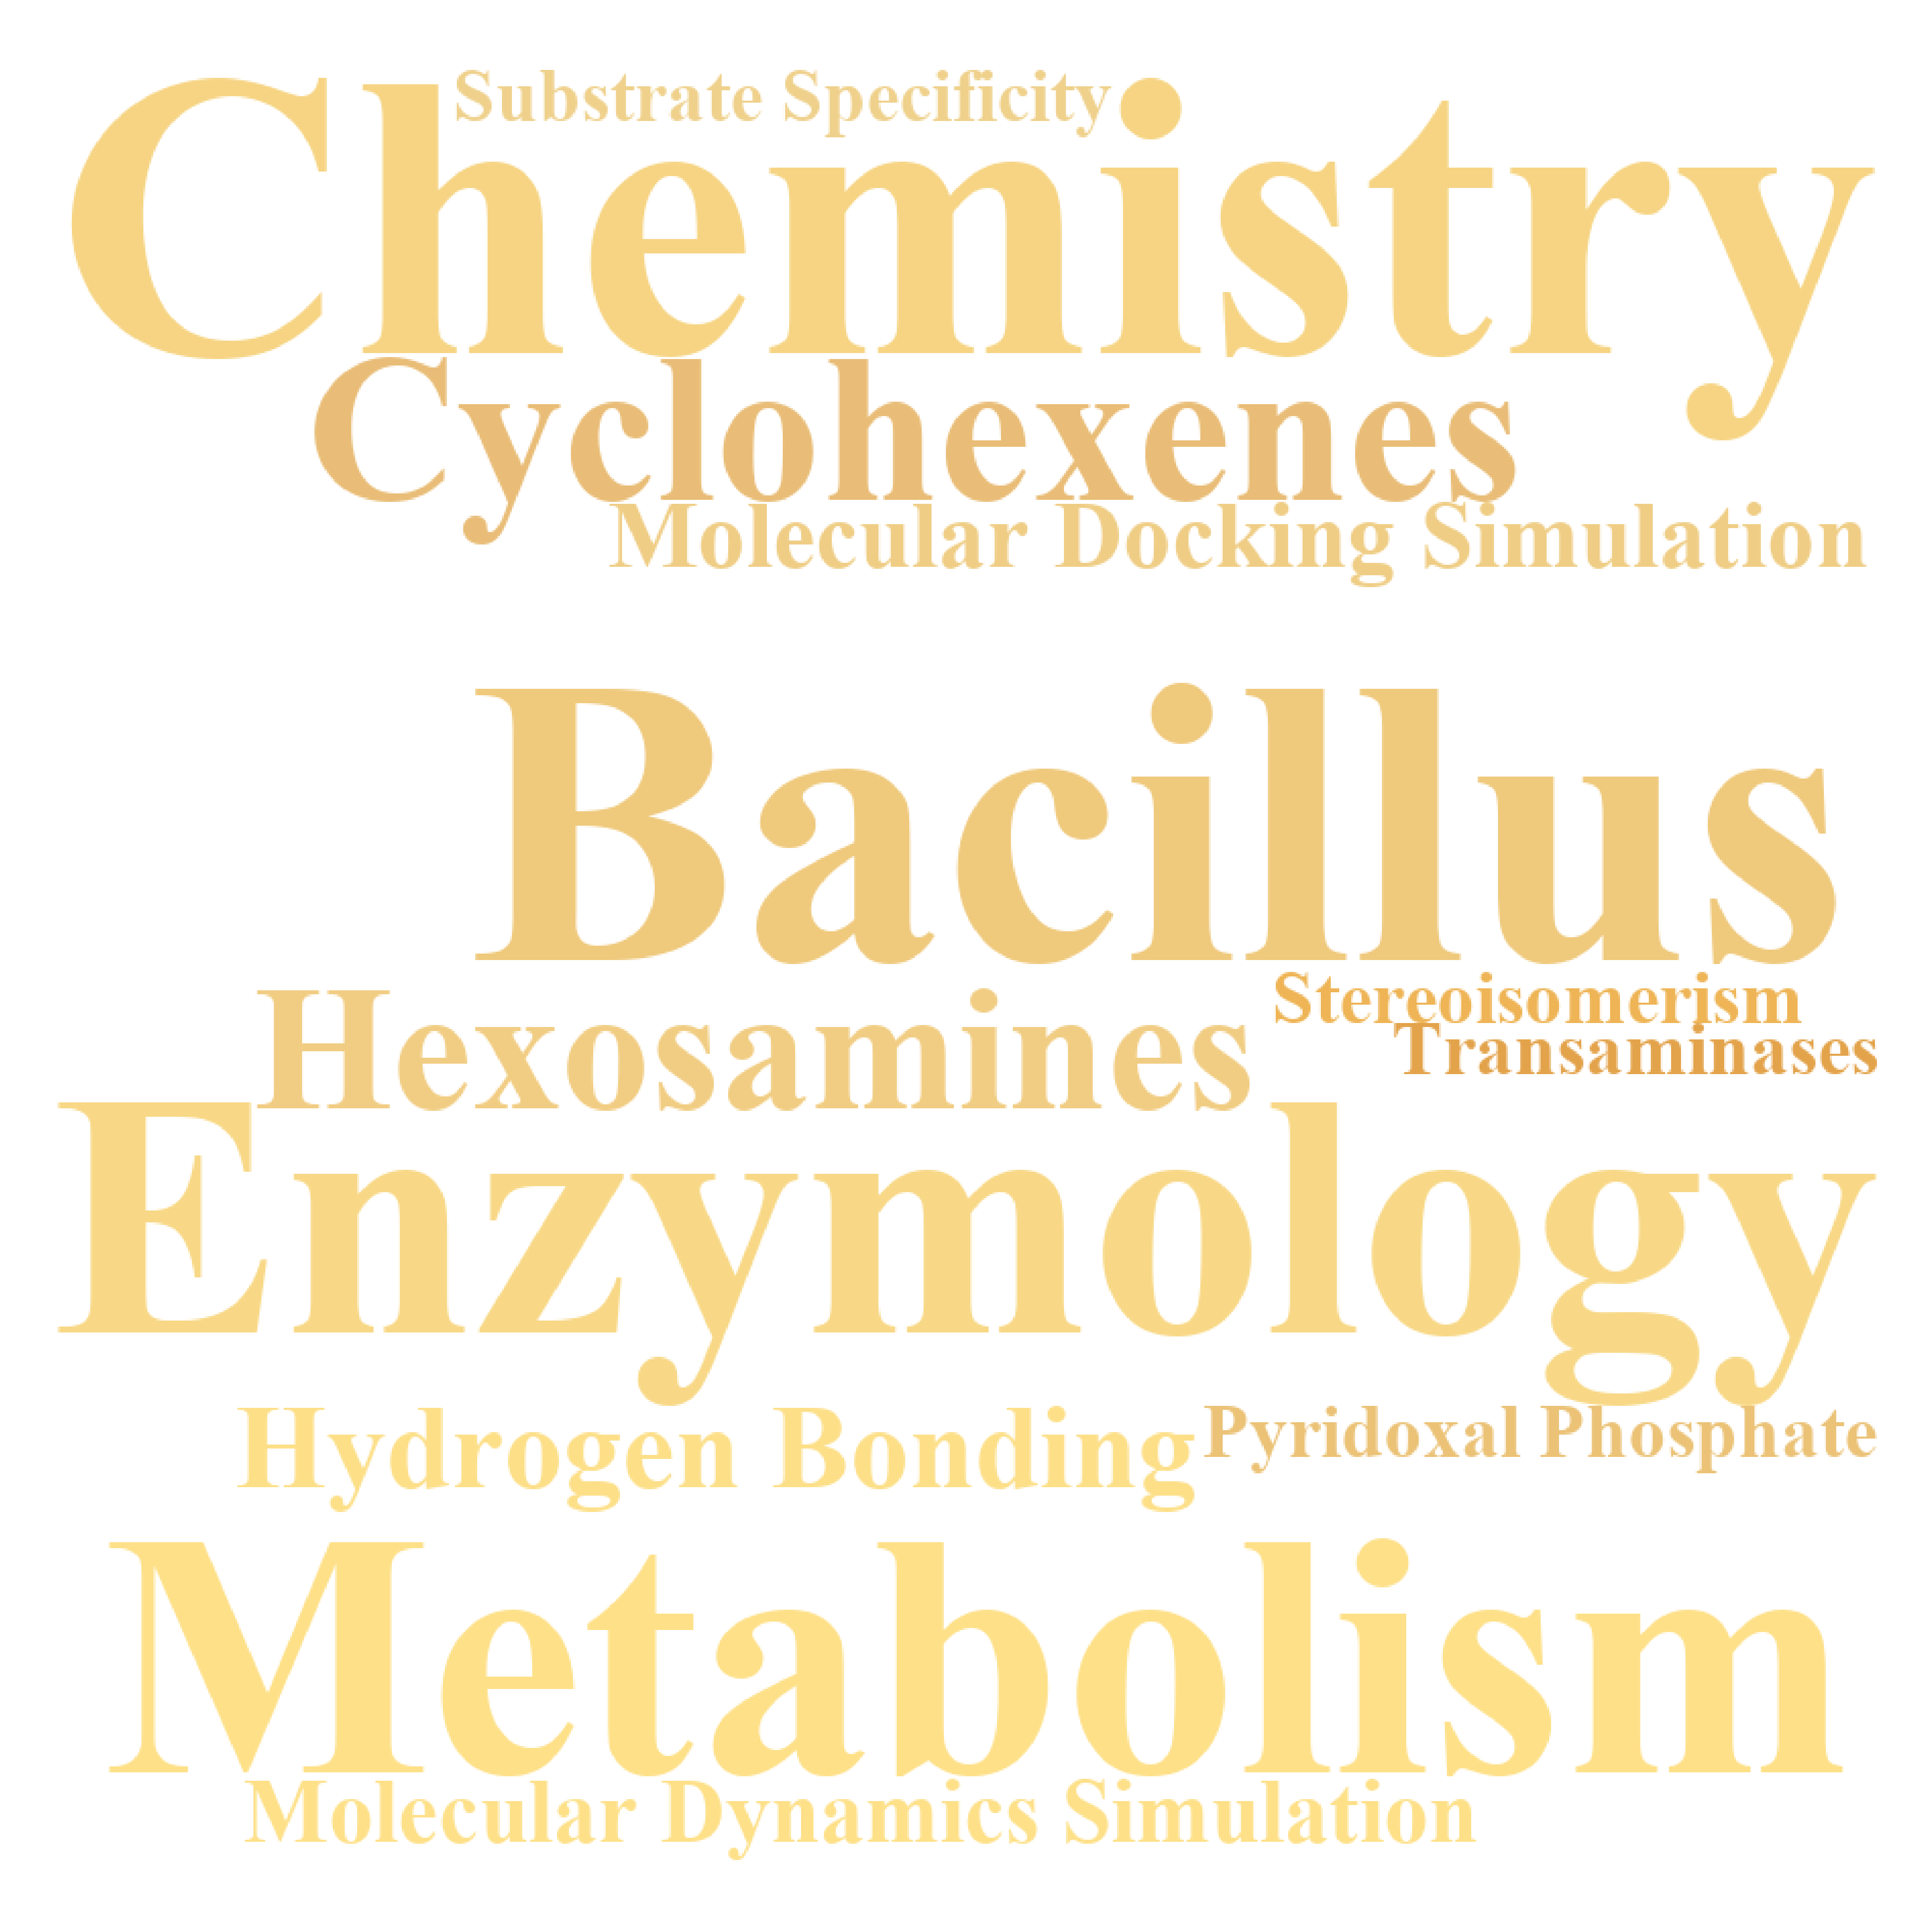 Substrate Specificity
Chemistry
Cyclohexenes
Molecular Docking Simulation
Bacillus
Stereoisomerism
Hexosamines
Transaminases
Enzymology
Hydrogen Bonding
Pyridoxal Phosphate
Metabolism
Molecular Dynamics Simulation